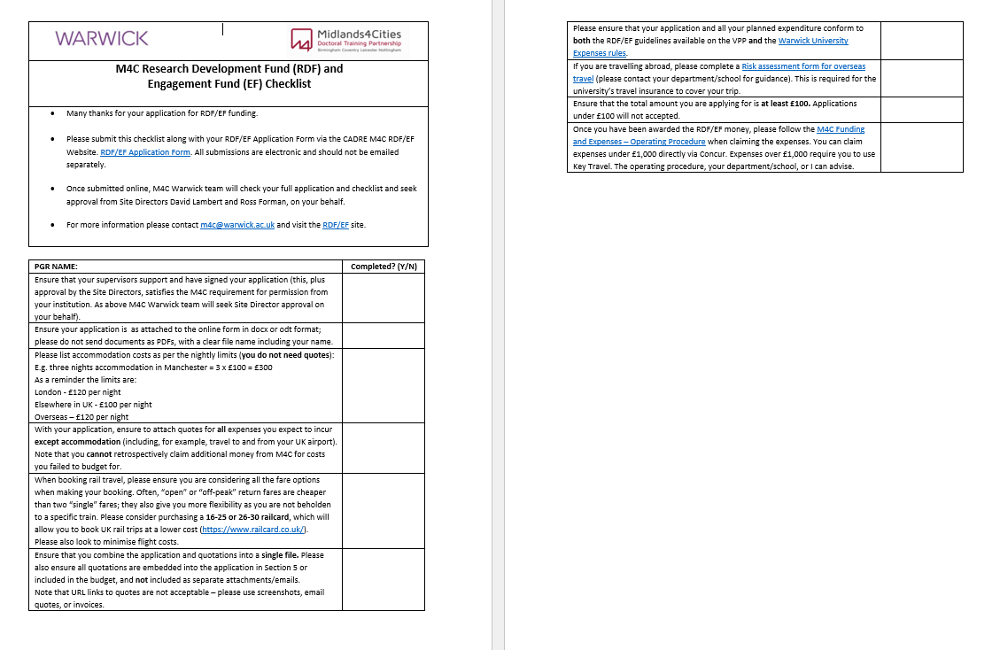 WARWICK
Midlands4Cities
Doctoral Training Partnership
Birmingham Coventry Leicester Nottingham
M4C Research Development Fund (RDF) and
Engagement Fund (EF) Checklist
• Many thanks for your application for RDF/EF funding.
• Please submit this checklist along with your RDF/EF Application Form via the CADRE M4C RDF/EF
Website. RDF/EF Application Form. All submissions are electronic and should not be emailed
separately.
• Once submitted online, M4C Warwick team will check your full application and checklist and seek
approval from Site Directors David Lambert and Ross Forman, on your behalf.
• For more information please contact m4c@warwick.ac.uk and visit the RDF/EF site.
PGR NAME: Completed? (Y/N)
Ensure that your supervisors support and have signed your application (this, plus
approval by the Site Directors, satisfies the M4C requirement for permission from
your institution. As above M4C Warwick team will seek Site Director approval on
your behalf).
Ensure your application is  as attached to the online form in docx or odt format;
please do not send documents as PDFs, with a clear file name including your name.
Please list accommodation costs as per the nightly limits (you do not need quotes):
E.g. three nights accommodation in Manchester = 3 x £100 = £300
As a reminder the limits are:
London - £120 per night
Elsewhere in UK - £100 per night
Overseas – £120 per night
With your application, ensure to attach quotes for all expenses you expect to incur
except accommodation (including, for example, travel to and from your UK airport).
Note that you cannot retrospectively claim additional money from M4C for costs
you failed to budget for.
When booking rail travel, please ensure you are considering all the fare options
when making your booking. Often, “open” or “off-peak” return fares are cheaper
than two “single” fares; they also give you more flexibility as you are not beholden
to a specific train. Please consider purchasing a 16-25 or 26-30 railcard, which will
allow you to book UK rail trips at a lower cost (https://www.railcard.co.uk/).
Please also look to minimise flight costs.
Ensure that you combine the application and quotations into a single file. Please
also ensure all quotations are embedded into the application in Section 5 or
included in the budget, and not included as separate attachments/emails.
Note that URL links to quotes are not acceptable – please use screenshots, email
quotes, or invoices.
Please ensure that your application and all your planned expenditure conform to
both the RDF/EF guidelines available on the VPP and the Warwick University
Expenses rules.
If you are travelling abroad, please complete a Risk assessment form for overseas
travel (please contact your department/school for guidance). This is required for the
university’s travel insurance to cover your trip.
Ensure that the total amount you are applying for is at least £100. Applications
under £100 will not accepted.
Once you have been awarded the RDF/EF money, please follow the M4C Funding
and Expenses – Operating Procedure when claiming the expenses. You can claim
expenses under £1,000 directly via Concur. Expenses over £1,000 require you to use
Key Travel. The operating procedure, your department/school, or I can advise.